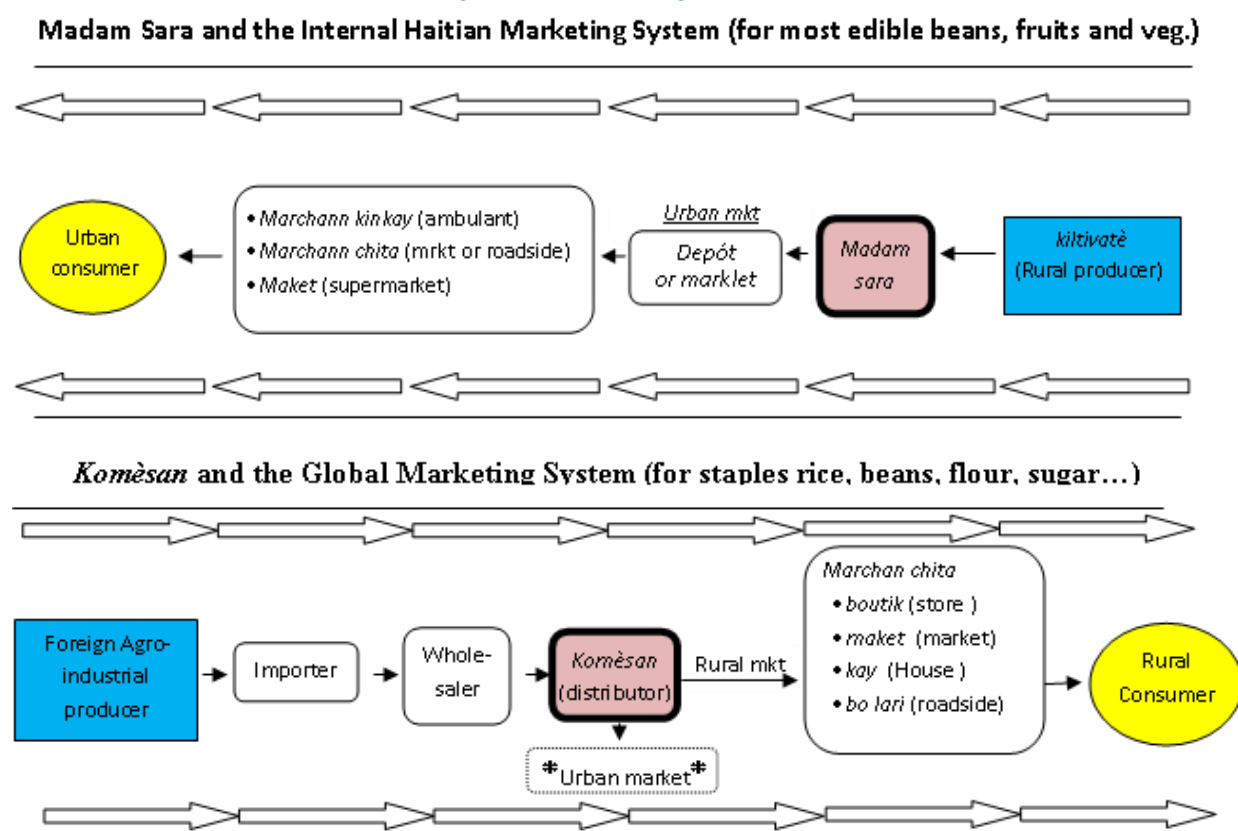 Madam Sara and the Internal Haitian Marketing System (for most edible beans, fruits and veg.)
Urban
consumer
• Marchann kinkay (ambulant)
• Marchann chita (mrkt or roadside)
• Maket (supermarket)
Urban mkt
Depót
or marklet
Madam
sara
kiltivatè
(Rural producer)
Komèsan and the Global Marketing System (for staples rice, beans, flour, sugar…)
Foreign Agro-
industrial
producer
Importer
Whole-
saler
Komèsan
(distributor)
Rural mkt
*Urban market*
Marchan chita
• boutik (store )
• maket (market)
• kay (House )
• bo lari (roadside)
Rural
Consumer